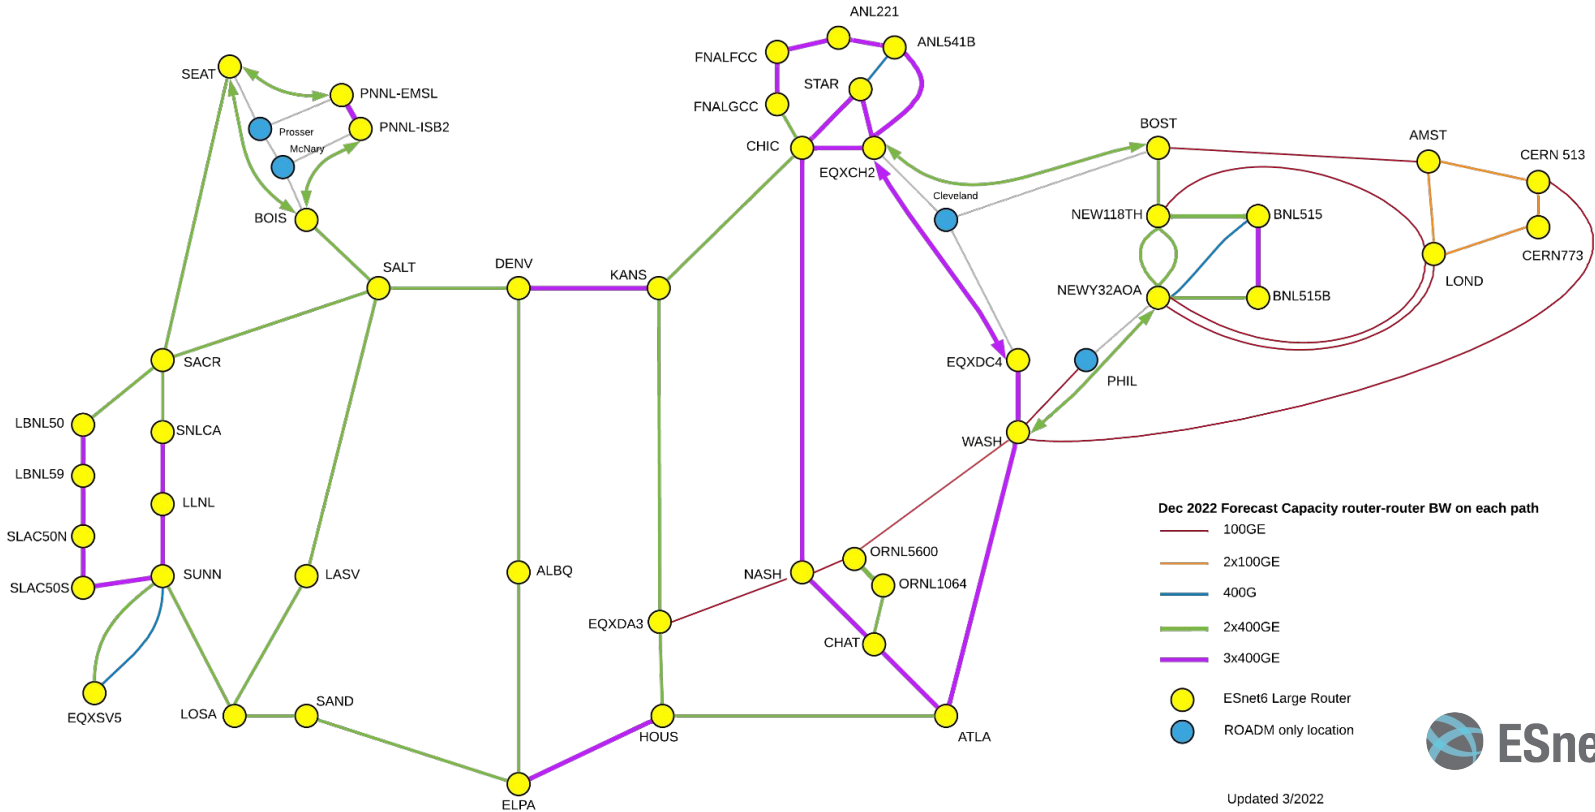 ANL221
ANL541B
FNALFCC
SEAT
STAR
PNNL-EMSL
FNALGCC
PNNL-ISB2
Prosser
BOST
AMST
McNary
CHIC
CERN 513
EQXCH2
Cleveland
BOIS
NEW118TH
BNL515
CERN773
SALT
DENV
KANS
LOND
NEWY32AOA
BNL515B
SACR
EQXDC4
PHIL
LBNL50
SNLCA
WASH
LBNL59
LLNL
Dec 2022 Forecast Capacity router-router BW on each path
100GE
2x100GE
400G
2x400GE
3x400GE
ESnet6 Large Router
ROADM only location
SLAC50N
SLAC50S
SUNN
LASV
ALBQ
NASH
ORNL5600
ORNL1064
EQXDA3
CHAT
EQXSV5
LOSA
SAND
HOUS
ATLA
ELPA
ESne
Updated 3/2022